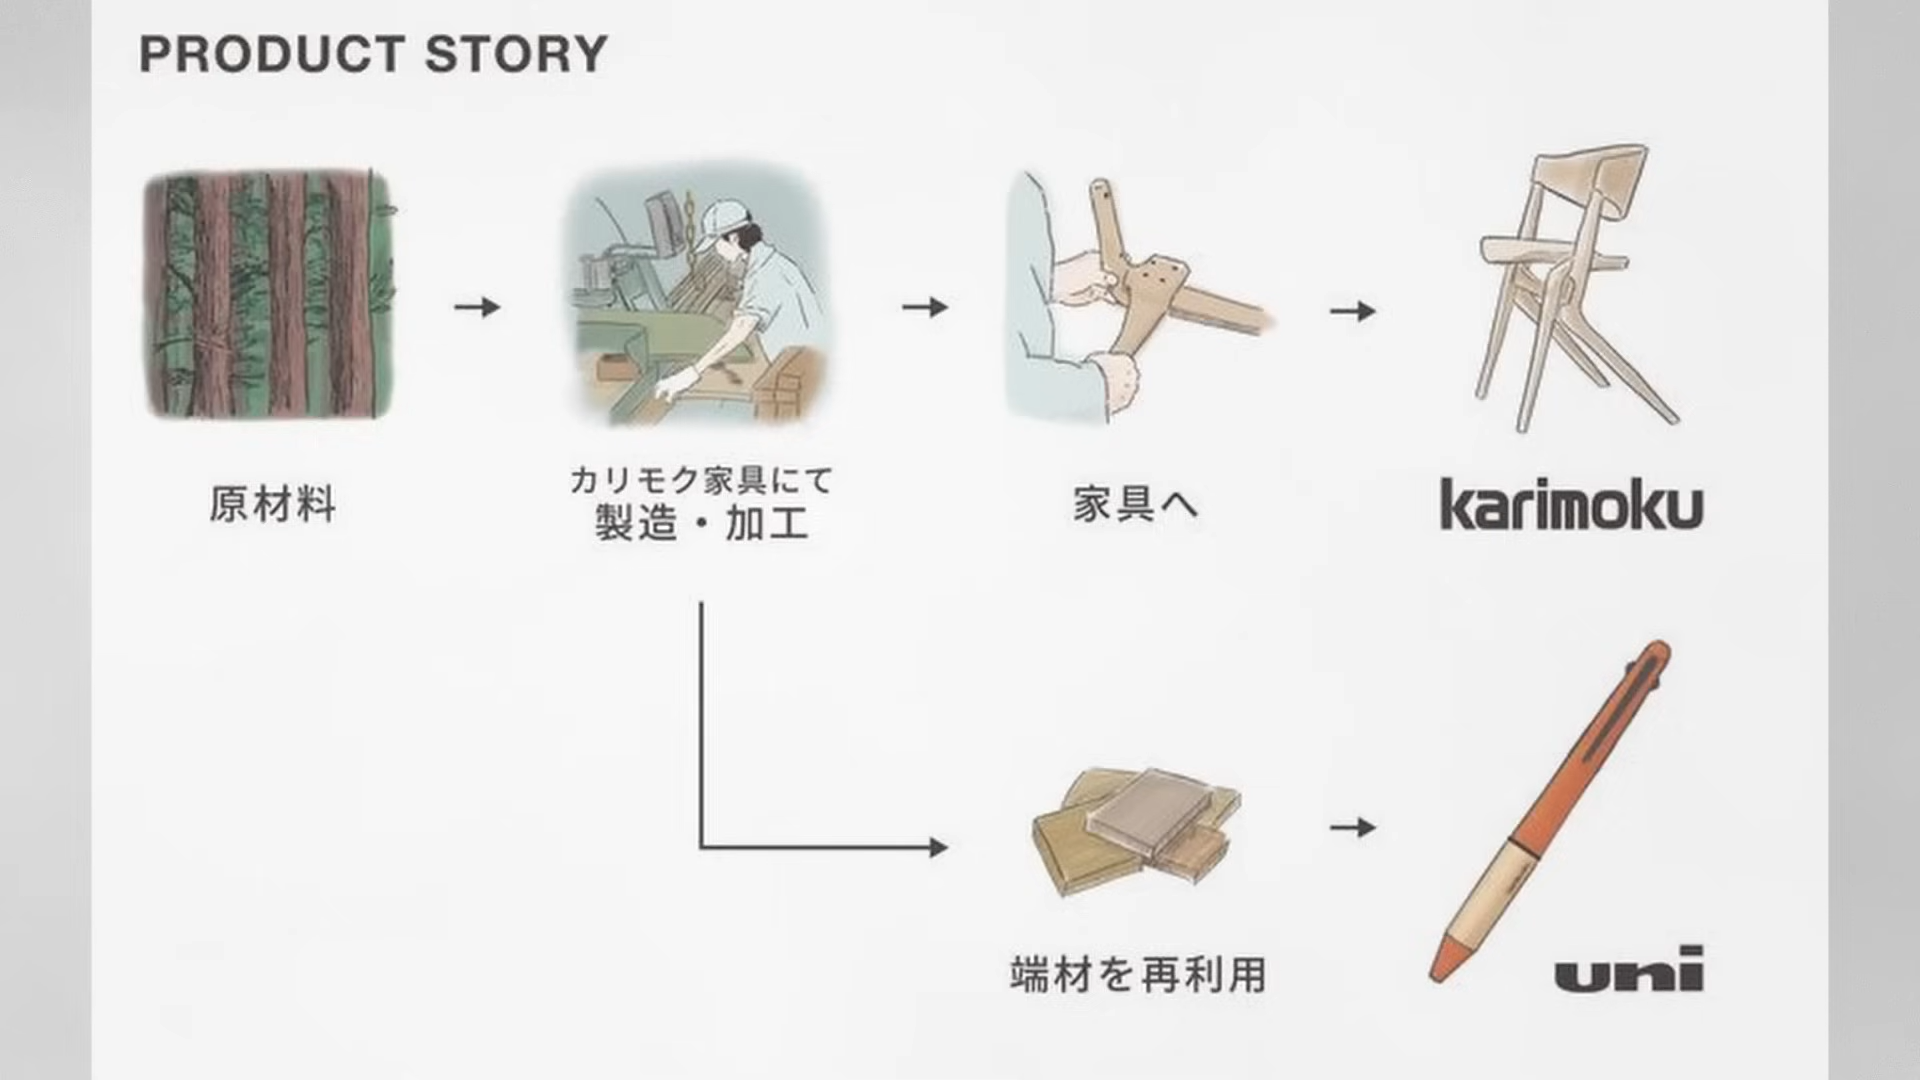 PRODUCT STORY
原材料
カリモク家具にて
製造・加工
家具へ
karimoku
端材を再利用
uni